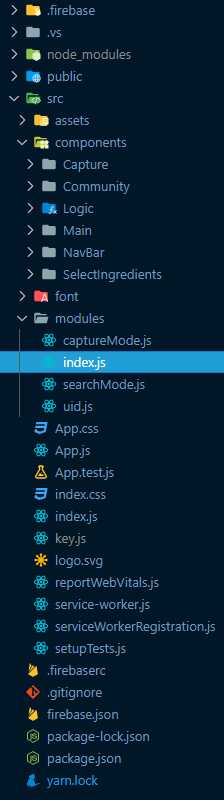 .firebase
.vs
node_modules
public
src
assets
components
Capture
Community
Logic
Main
NavBar
SelectIngredients
font
modules
captureMode.js
index.js
searchMode.js
uid.js
App.css
App.js
App.test.js
index.css
index.js
key.js
logo.svg
reportWebVitals.js
service-worker.js
serviceWorkerRegistration.js
setupTests.js
.firebaserc
.gitignore
firebase.json
package-lock.json
package.json
yarn.lock